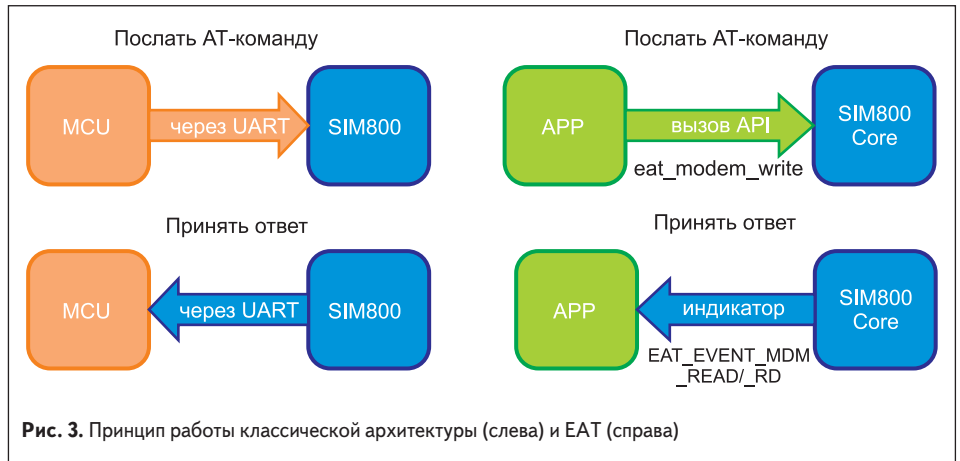 Послать АТ-команду
MCU
через UART
SIM800
Принять ответ
MCU
через UART
SIM800
Послать АТ-команду
APP
вызов API
SIM800
Core
eat_modem_write
Принять ответ
APP
индикатор
SIM800
Core
EAT_EVENT_MDM
_READ/_RD
Рис. 3. Принцип работы классической архитектуры (слева) и EAT (справа)